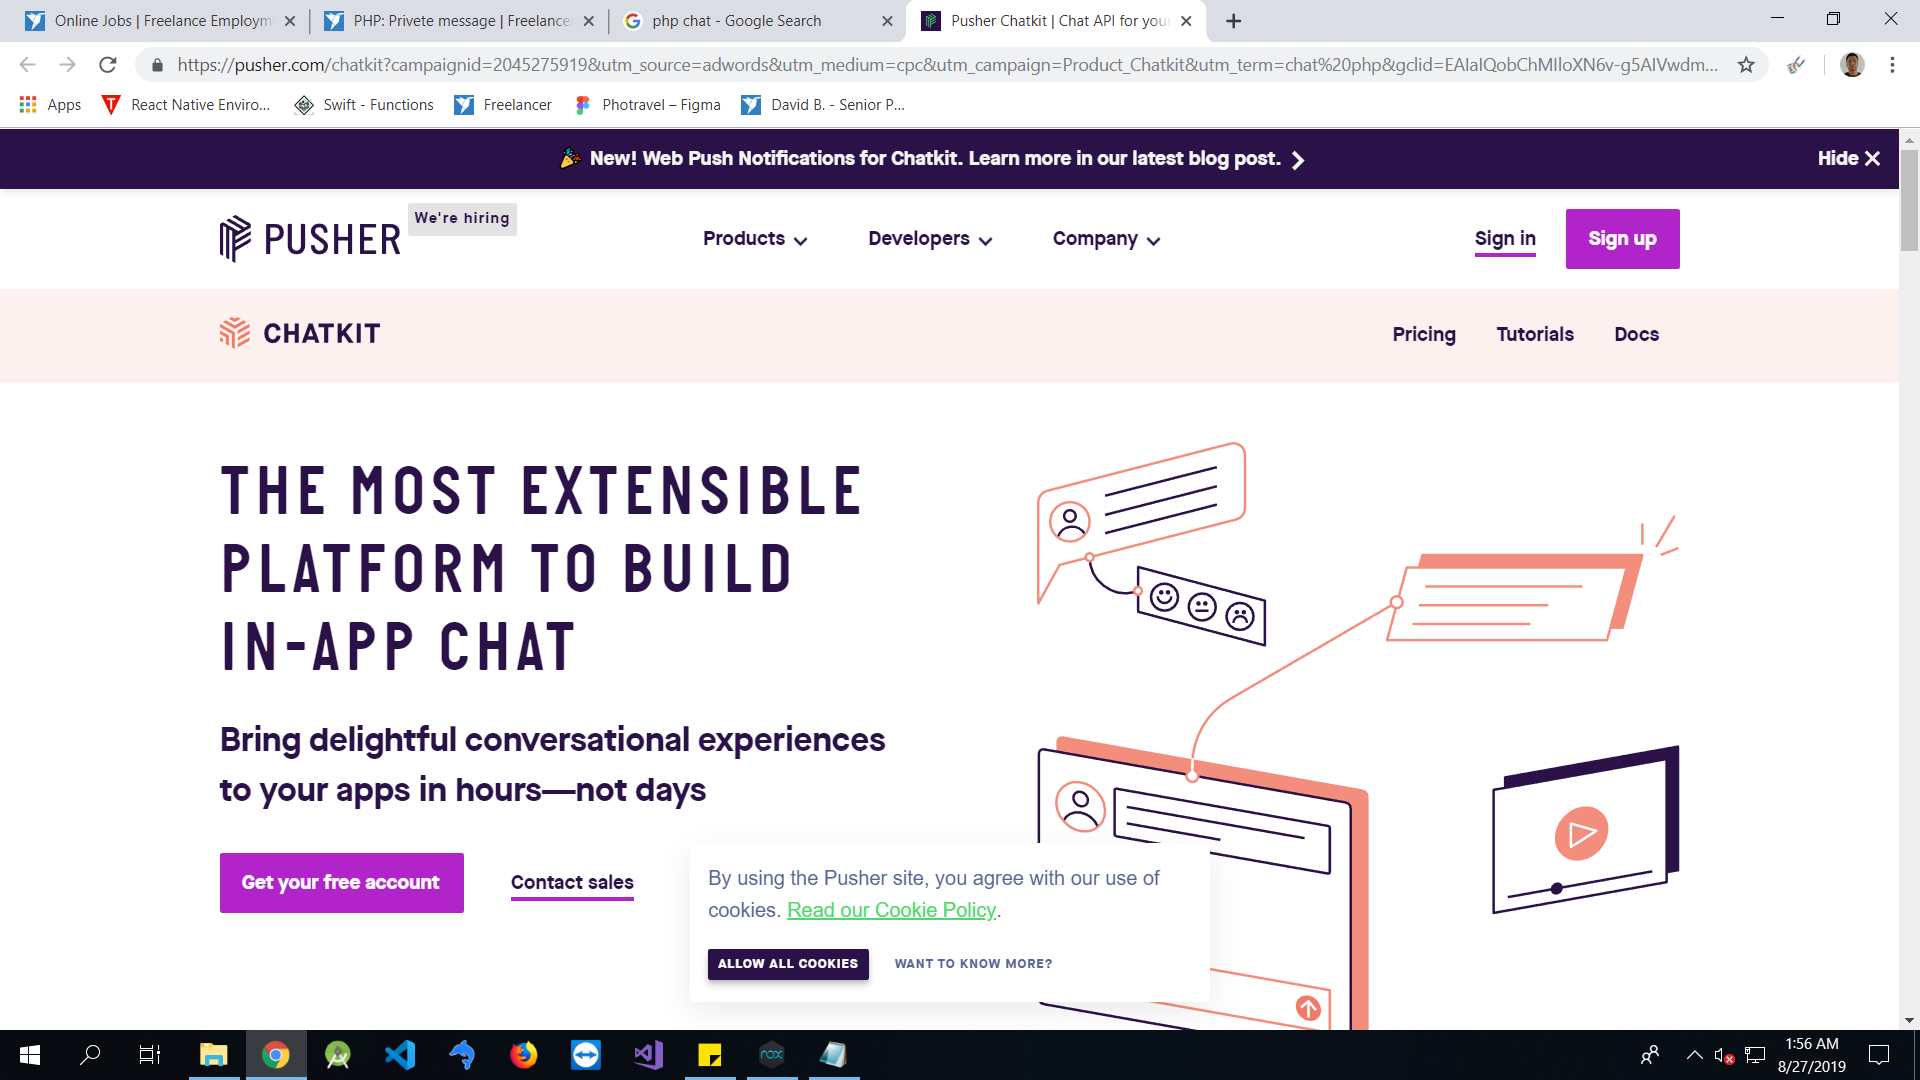 Online Jobs | Freelance Employm
PHP: Privete message | Freelance
php chat - Google Search
Pusher Chatkit | Chat API for your
https://pusher.com/chatkit?campaignid=2045275919&utm_source=adwords&utm_medium=cpc&utm_campaign=Product_Chatkit&utm_term=chat%20php&gclid=EAIaIQobChMIloXN6v-g5AIVwdm...
Apps
React Native Enviro...
Swift - Functions
Freelancer
Photravel – Figma
David B. - Senior P...
New! Web Push Notifications for Chatkit. Learn more in our latest blog post.
Hide
PUSHER
We're hiring
Products
Developers
Company
Sign in
Sign up
CHATKIT
Pricing
Tutorials
Docs
THE MOST EXTENSIBLE
PLATFORM TO BUILD
IN-APP CHAT
Bring delightful conversational experiences
to your apps in hours—not days
Get your free account
Contact sales
By using the Pusher site, you agree with our use of
cookies. Read our Cookie Policy.
ALLOW ALL COOKIES
WANT TO KNOW MORE?
nox
1:56 AM
8/27/2019